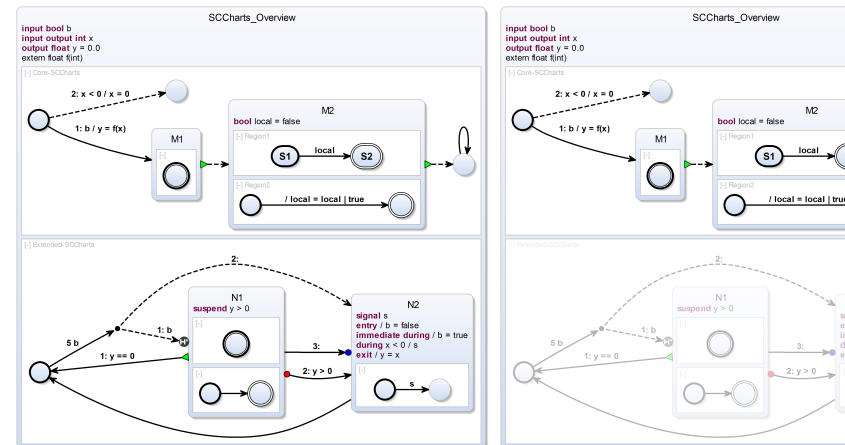 SCCharts_Overview
input bool b
input output int x
output float y = 0.0
extern float f(int)
[-] Core-SCCharts
2: x < 0 / x = 0
1: b / y = f(x)
M1
[-]
M2
bool local = false
[-] Region1
S1
local
S2
[-] Region2
/ local = local | true
[-] Extended-SCCharts
2:
5 b
1: b
H*
1: y == 0
N1
suspend y > 0
[-]
[-]
3:
2: y > 0
N2
signal s
entry / b = false
immediate during / b = true
during x < 0 / s
exit / y = x
[-]
s
SCCharts_Overview
input bool b
input output int x
output float y = 0.0
extern float f(int)
[-] Core-SCCharts
2: x < 0 / x = 0
1: b / y = f(x)
M1
[-]
M2
bool local = false
[-] Region1
S1
local
[-] Region2
/ local = local | true
[-] Extended-SCCharts
2:
5 b
1: b
H*
1: y == 0
N1
suspend y > 0
[-]
[-]
3:
2: y > 0